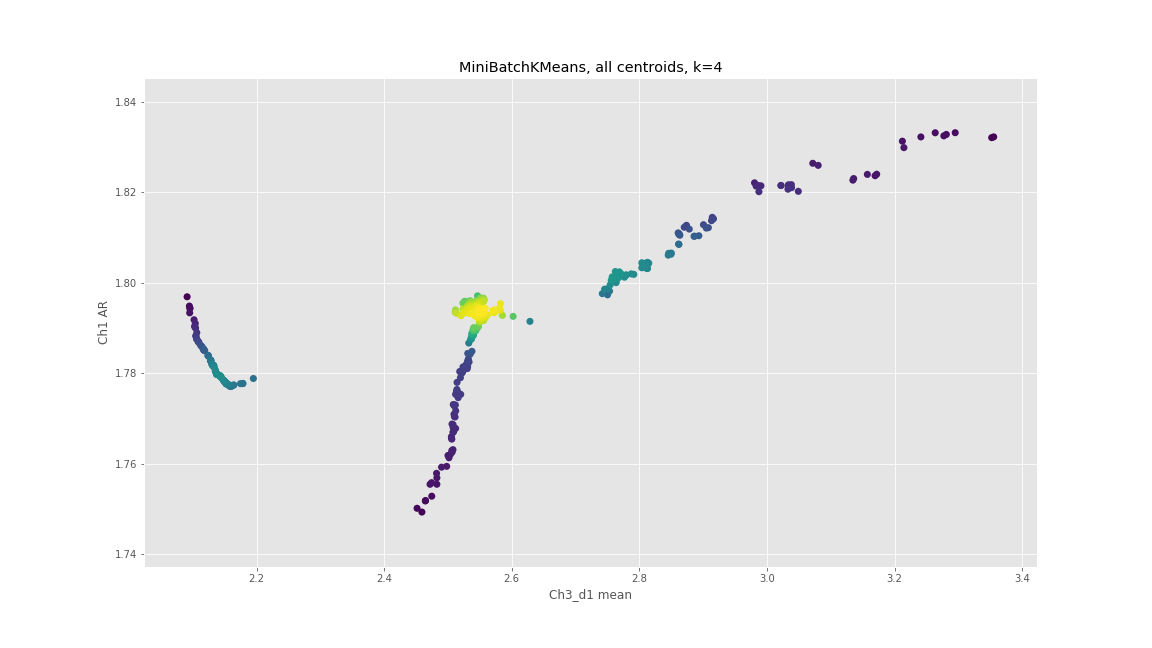 MiniBatchKMeans, all centroids, k=4
1.84
1.82
1.80
1.78
1.76
1.74
Ch1 AR
2.2 2.4 2.6 2.8 3.0 3.2 3.4
Ch3_d1 mean